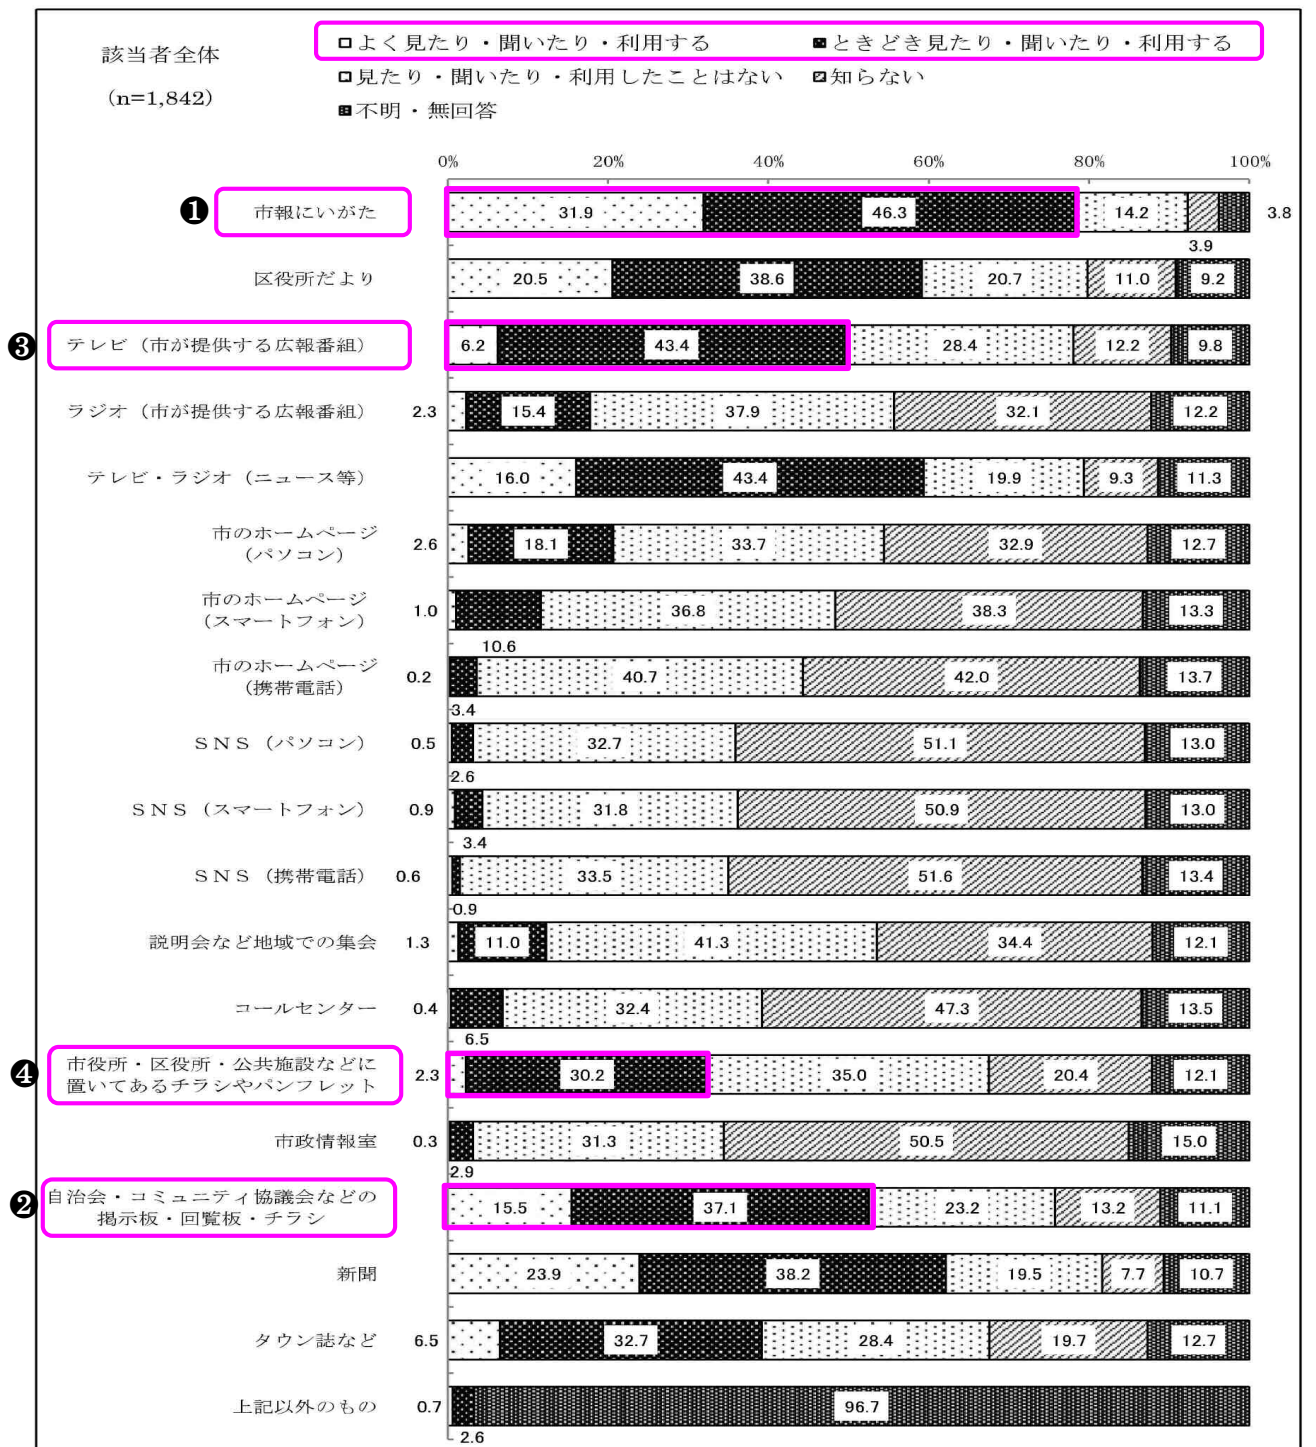 該当者全体
(n=1,842)
よく見たり・聞いたり・利用する ときどき見たり・聞いたり・利用する
見たり・聞いたり・利用したことはない 知らない
不明・無回答
0% 20% 40% 60% 80% 100%
❶ 市報にいがた 31.9 46.3 14.2 3.9 3.8
区役所だより 20.5 38.6 20.7 11.0 9.2
❸ テレビ（市が提供する広報番組） 6.2 43.4 28.4 12.2 9.8
ラジオ（市が提供する広報番組） 2.3 15.4 37.9 32.1 12.2
テレビ・ラジオ（ニュース等） 16.0 43.4 19.9 9.3 11.3
市のホームページ
（パソコン） 2.6 18.1 33.7 32.9 12.7
市のホームページ
（スマートフォン） 1.0 10.6 36.8 38.3 13.3
市のホームページ
（携帯電話） 0.2 3.4 40.7 42.0 13.7
ＳＮＳ（パソコン） 0.5 2.6 32.7 51.1 13.0
ＳＮＳ（スマートフォン） 0.9 3.4 31.8 50.9 13.0
ＳＮＳ（携帯電話） 0.6 0.9 33.5 51.6 13.4
説明会など地域での集会 1.3 11.0 41.3 34.4 12.1
コールセンター 0.4 6.5 32.4 47.3 13.5
❹ 市役所・区役所・公共施設などに
置いてあるチラシやパンフレット 2.3 30.2 35.0 20.4 12.1
市政情報室 0.3 2.9 31.3 50.5 15.0
❷ 自治会・コミュニティ協議会などの
掲示板・回覧板・チラシ 15.5 37.1 23.2 13.2 11.1
新聞 23.9 38.2 19.5 7.7 10.7
タウン誌など 6.5 32.7 28.4 19.7 12.7
上記以外のもの 0.7 2.6 96.7